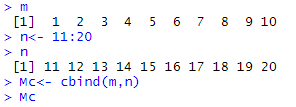 > m
 [1]  1  2  3  4  5  6  7  8  9 10
> n<- 11:20
> n
 [1] 11 12 13 14 15 16 17 18 19 20
> Mc<- cbind(m,n)
> Mc